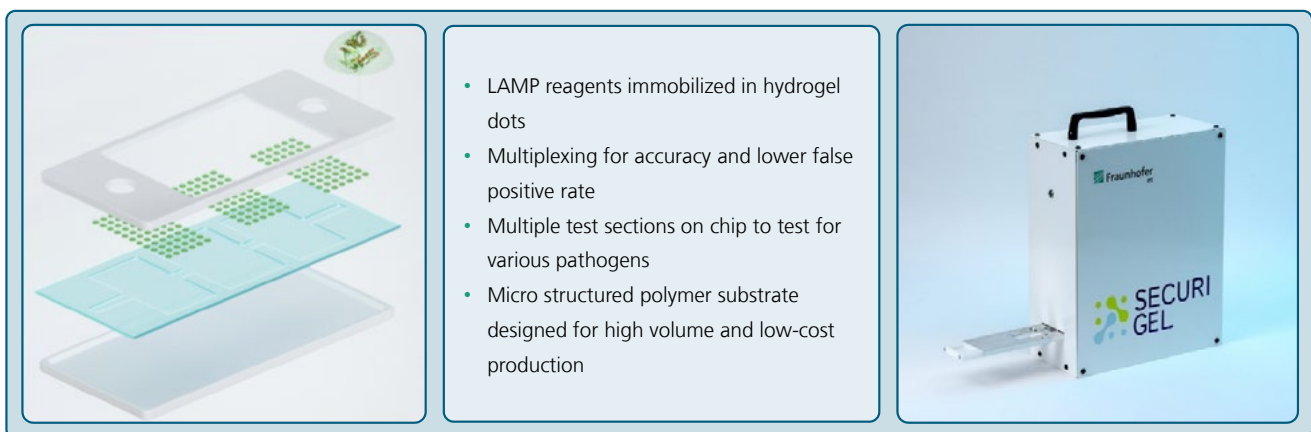 • LAMP reagents immobilized in hydrogel
dots
• Multiplexing for accuracy and lower false
positive rate
• Multiple test sections on chip to test for
various pathogens
• Micro structured polymer substrate
designed for high volume and low-cost
production
Fraunhofer
SECURI
GEL